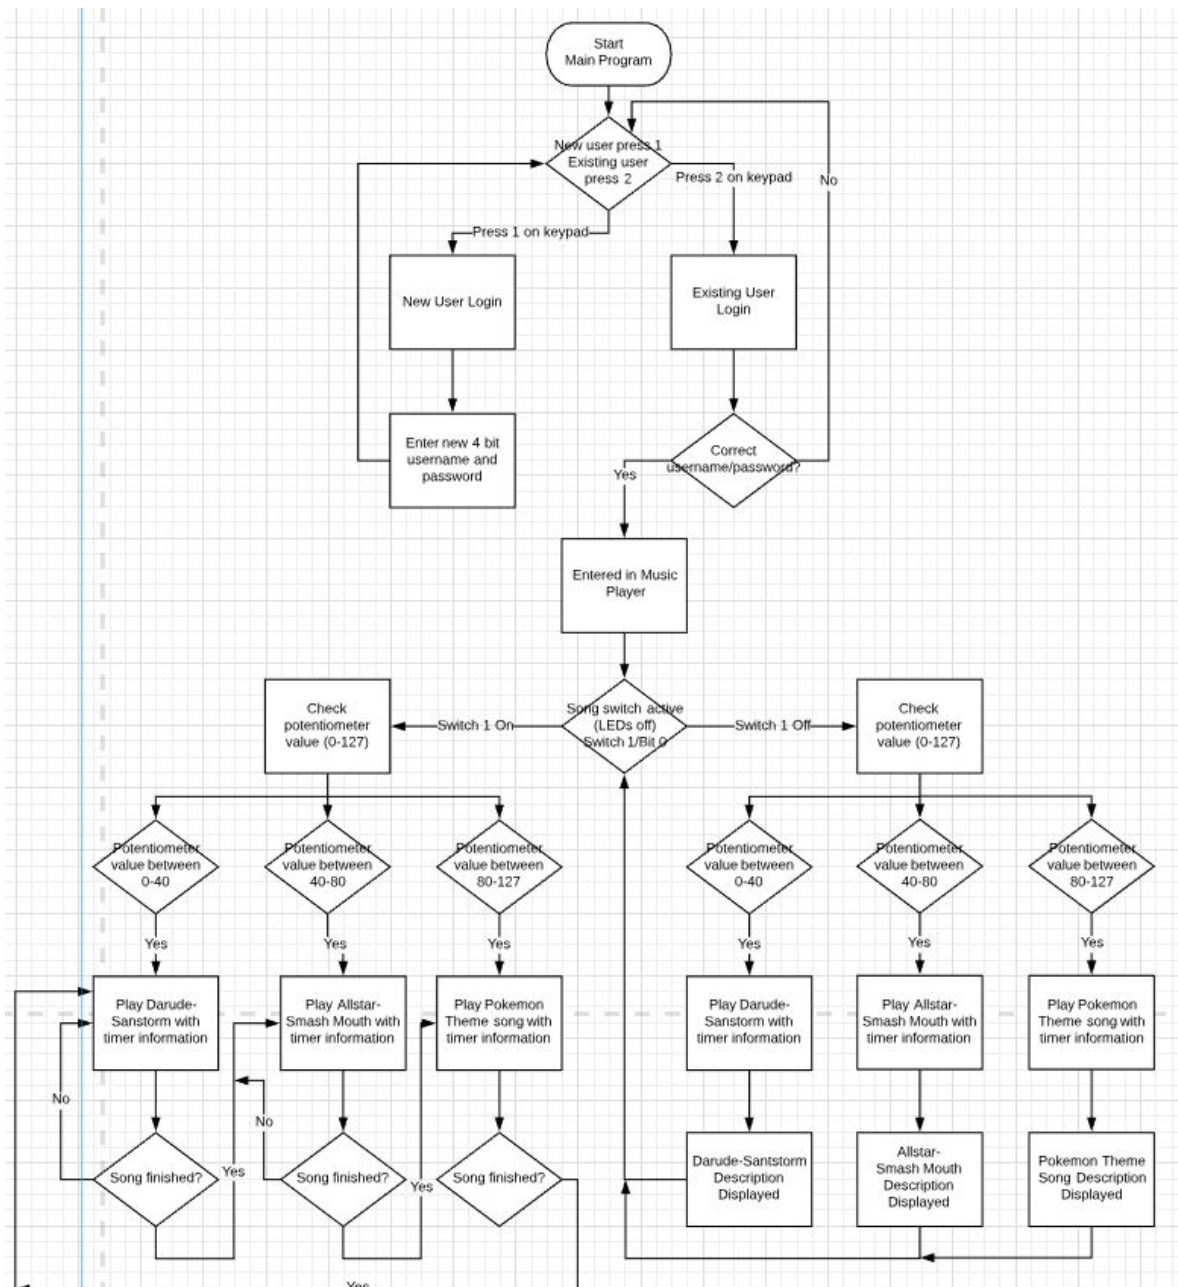 Start
Main Program
New user press 1
Existing user
press 2
Press 2 on keypad
No
Press 1 on keypad
New User Login
Existing User
Login
Enter new 4 bit
username and
password
Correct
username/password?
Yes
Entered in Music
Player
Check
potentiometer
value (0-127)
Switch 1 On
Song switch active
(LEDs off)
Switch 1/Bit 0
Switch 1 Off
Check
potentiometer
value (0-127)
Potentiometer
value between
0-40
Potentiometer
value between
40-80
Potentiometer
value between
80-127
Potentiometer
value between
0-40
Potentiometer
value between
40-80
Potentiometer
value between
80-127
Yes
Yes
Yes
Yes
Yes
Yes
Play Darude-
Sanstorm with
timer information
Play Allstar-
Smash Mouth with
timer information
Play Pokemon
Theme song with
timer information
Play Darude-
Sanstorm with
timer information
Play Allstar-
Smash Mouth with
timer information
Play Pokemon
Theme song with
timer information
No
No
Song finished?
Yes
Song finished?
Yes
Song finished?
Darude-Santstorm
Description
Displayed
Allstar-
Smash Mouth
Description
Displayed
Pokemon Theme
Song Description
Displayed
Yes